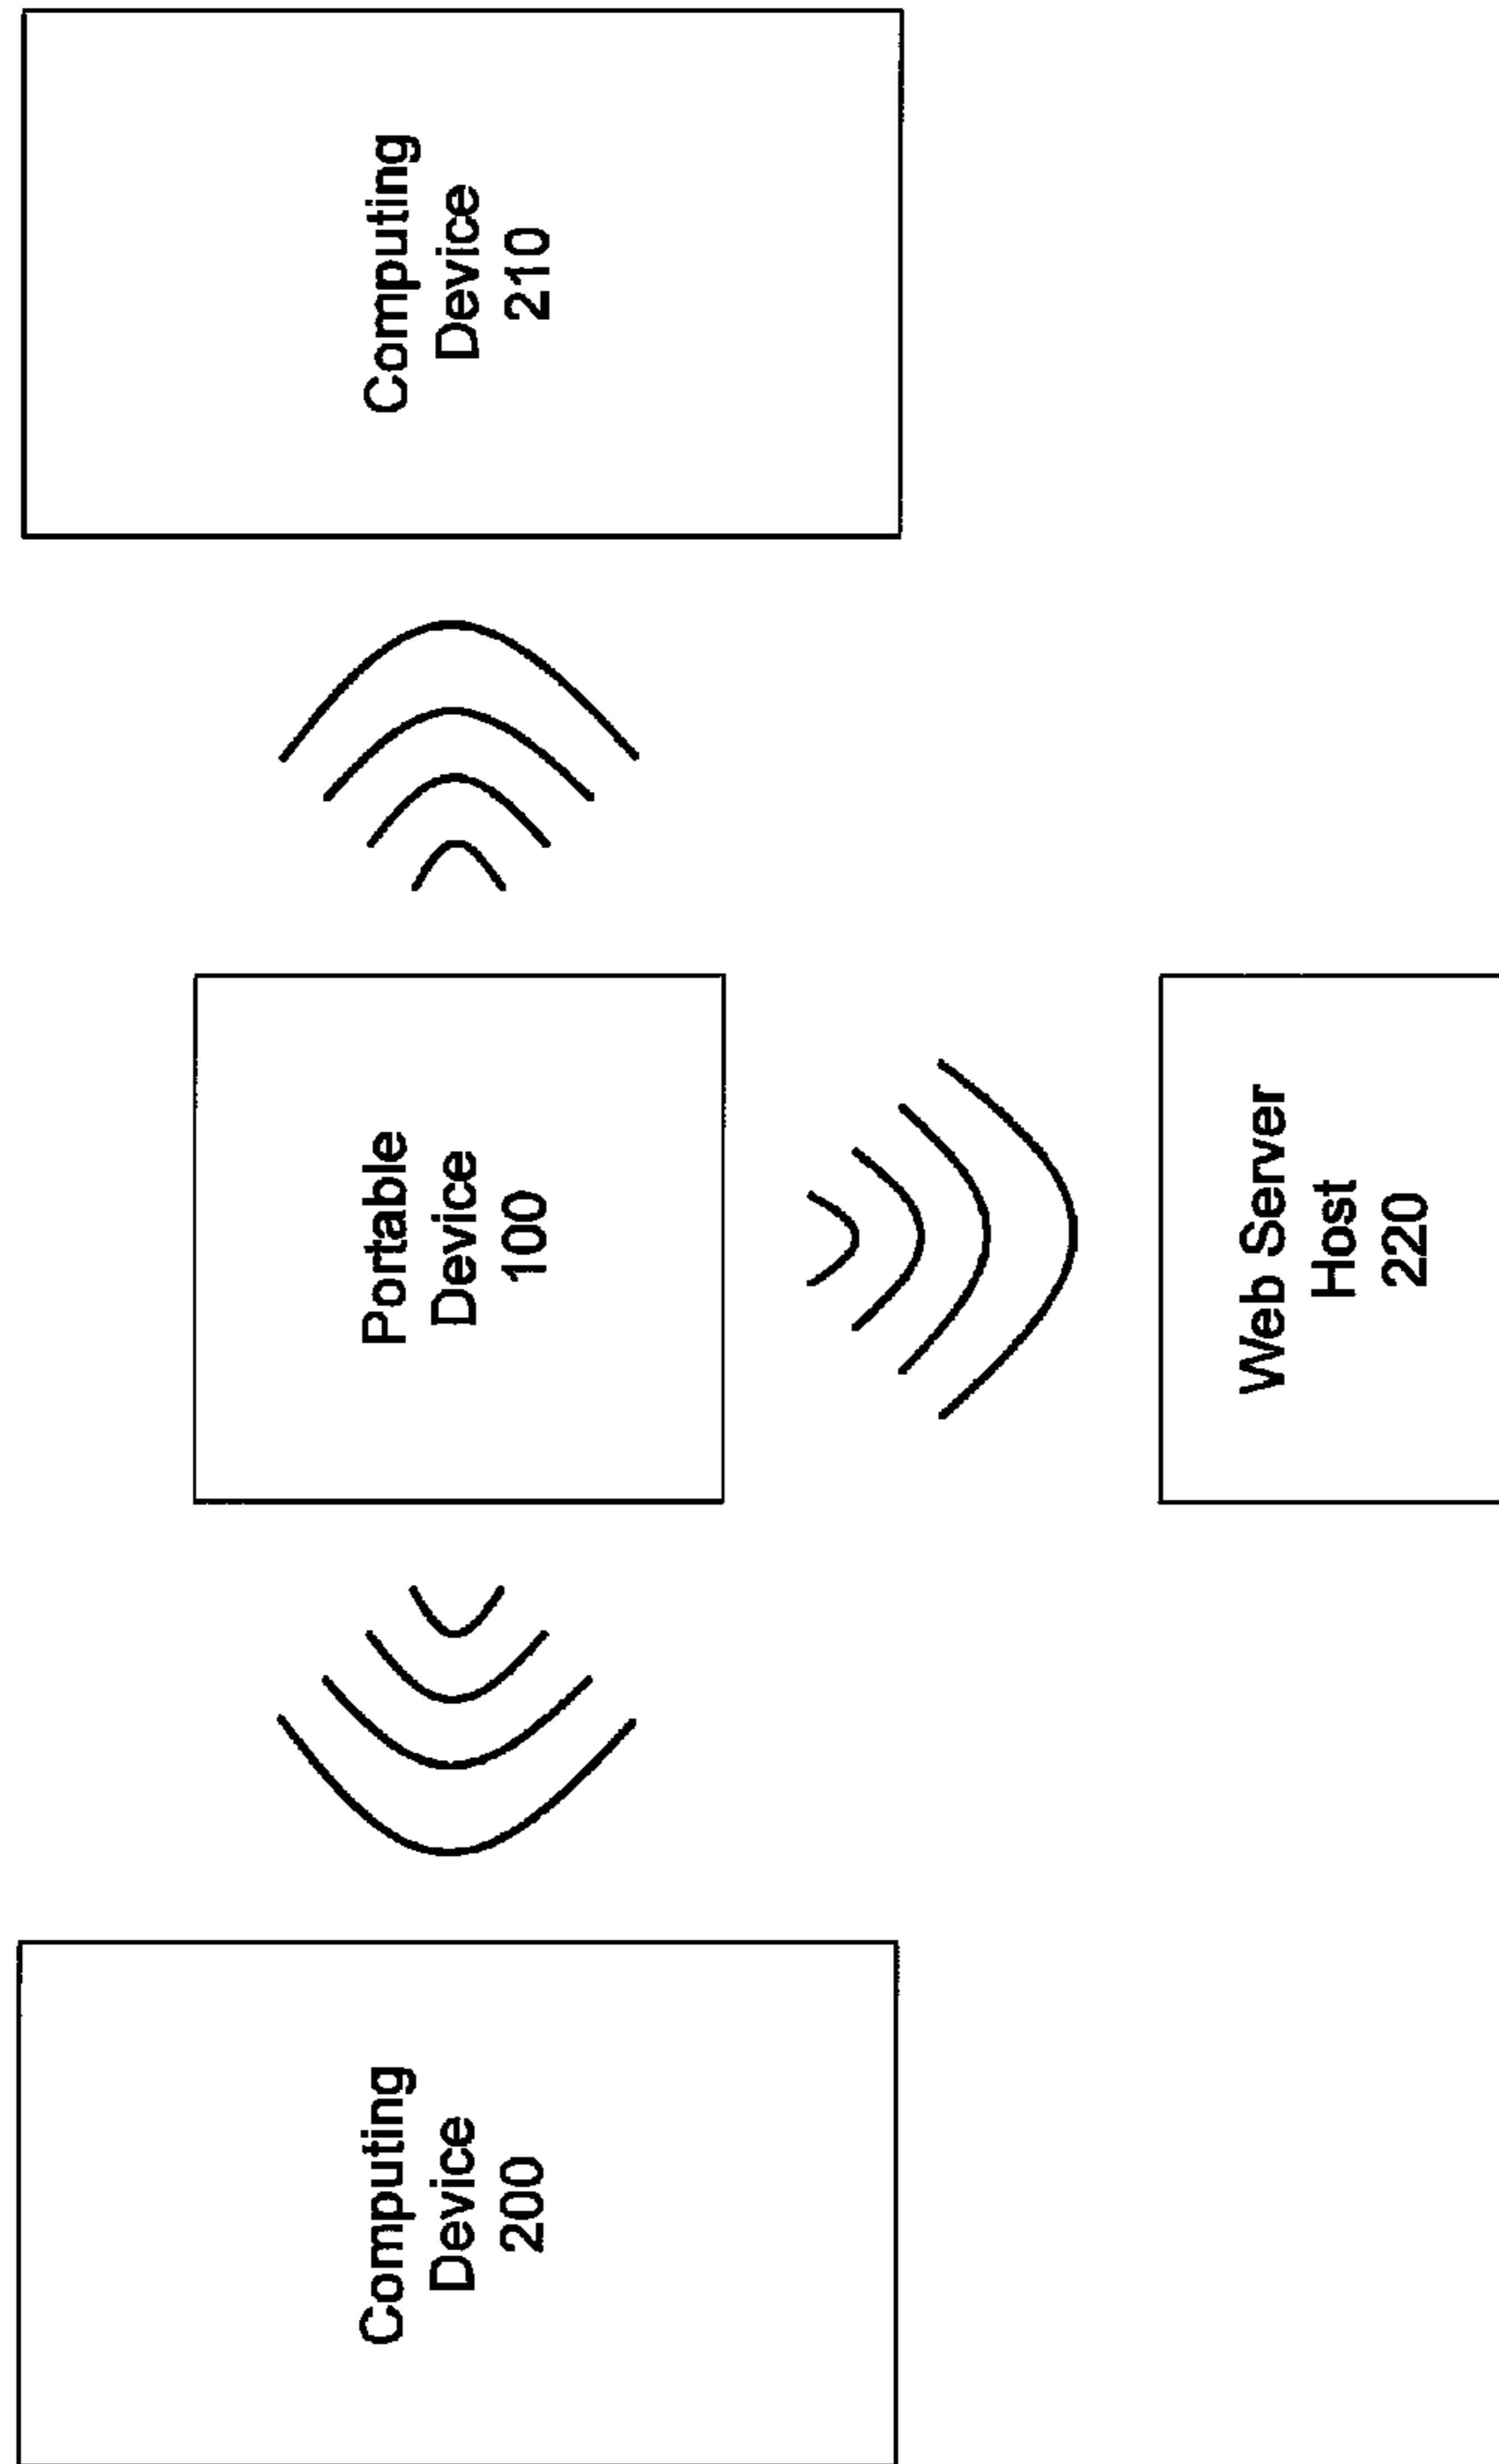 Computing
Device
200
Portable
Device
100
Computing
Device
210
Web Server
Host
220